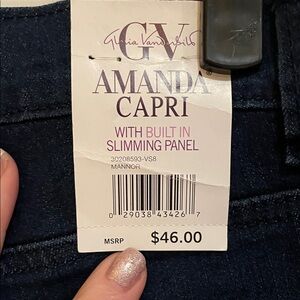 GV
Gloria Vanderbilt
AMANDA
CAPRI
WITH BUILT IN
SLIMMING PANEL
30208593-VS8
MANNOR
0 29038 43426 7
MSRP $46.00